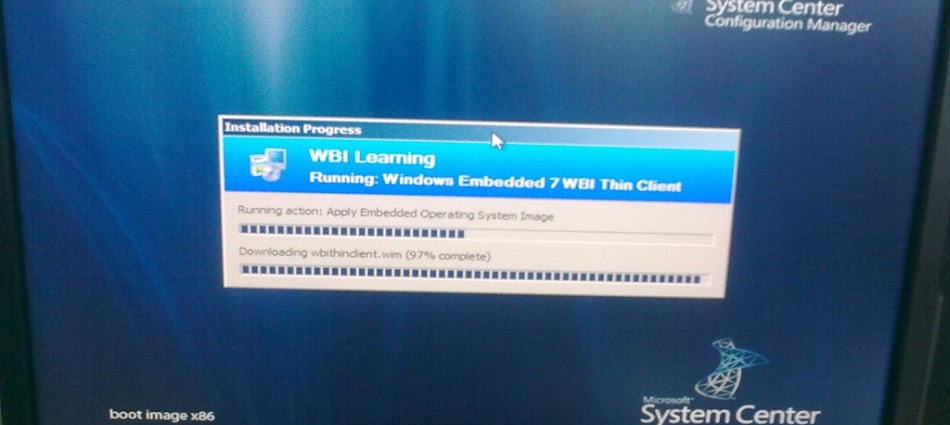 System Center
Configuration Manager
Installation Progress
WBI Learning
Running: Windows Embedded 7 WBI Thin Client
Running action: Apply Embedded Operating System Image
Downloading wbithinclient.wim (97% complete)
boot image x86
Microsoft®
System Center